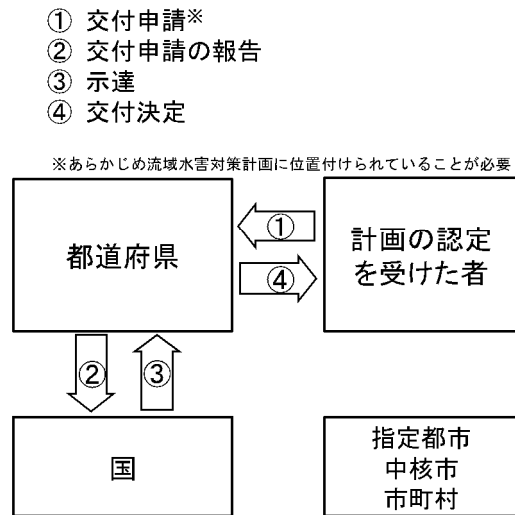 ① 交付申請※
② 交付申請の報告
③ 示達
④ 交付決定
※あらかじめ流域水害対策計画に位置付けられていることが必要
都道府県
①
④
計画の認定
を受けた者
②
③
国
指定都市
中核市
市町村